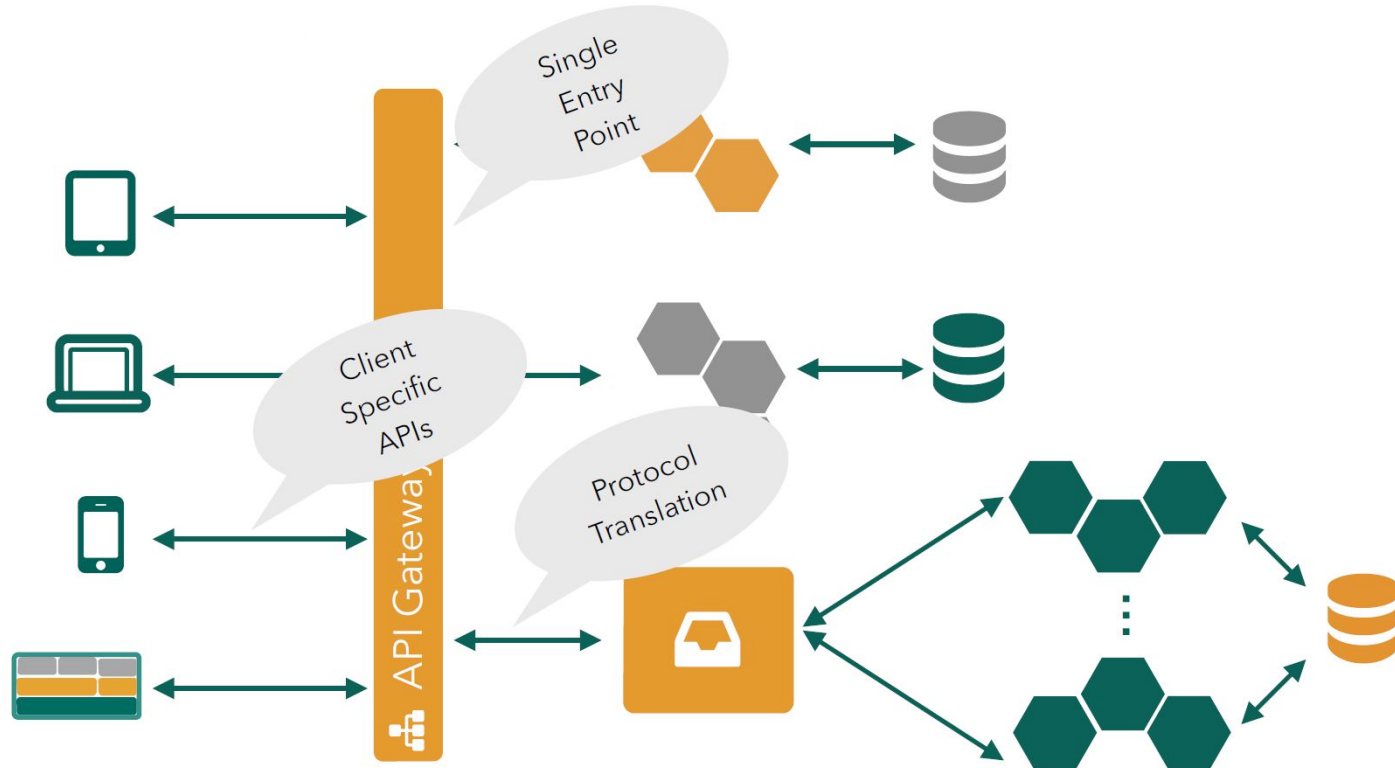 Single
Entry
Point
Client
Specific
APIs
Protocol
Translation
API Gateway